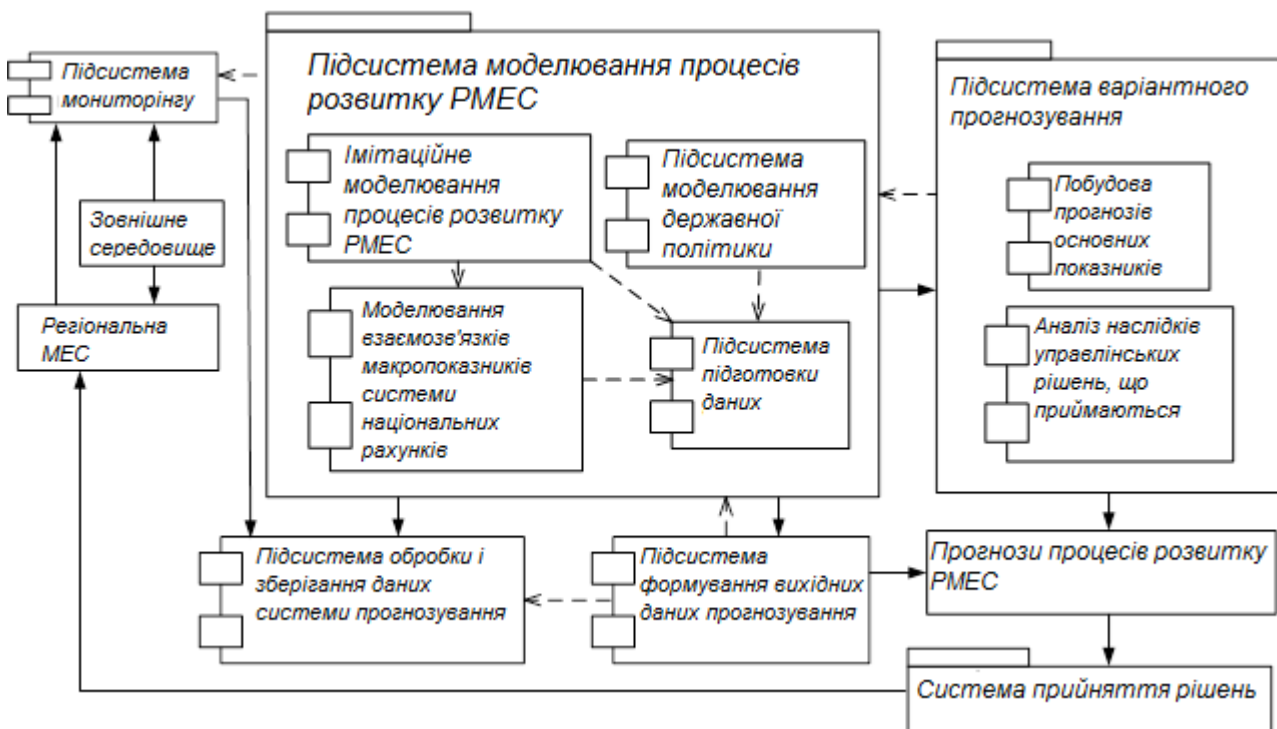 Підсистема
мониторінгу
Зовнішнє
середовище
Регіональна
МЕС
Підсистема моделювання процесів
розвитку РМЕС
Імітаційне
моделювання
процесів розвитку
РМЕС
Підсистема
моделювання
державної
політики
Моделювання
взаємозв'язків
макропоказників
системи
національних
рахунків
Підсистема
підготовки
даних
Підсистема варіантного
прогнозування
Побудова
прогнозів
основних
показників
Аналіз наслідків
управлінських
рішень, що
приймаються
Підсистема обробки і
зберігання даних
системи прогнозування
Підсистема
формування вихідних
даних прогнозування
Прогнози процесів розвитку
РМЕС
Система прийняття рішень